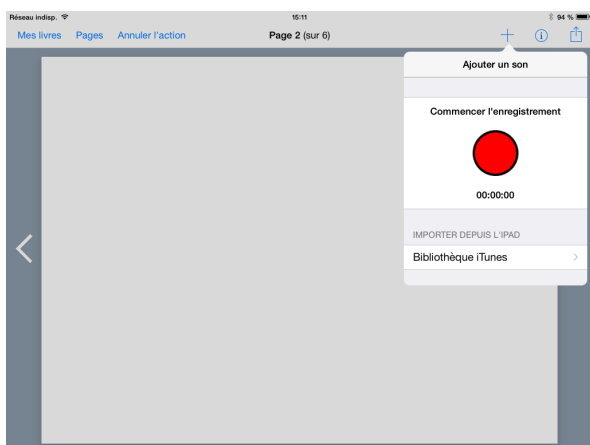 Réseau indisp. 15:11 94 %
Mes livres Pages Annuler l'action Page 2 (sur 6)
Ajouter un son
Commencer l'enregistrement
00:00:00
IMPORTER DEPUIS L'IPAD
Bibliothèque iTunes